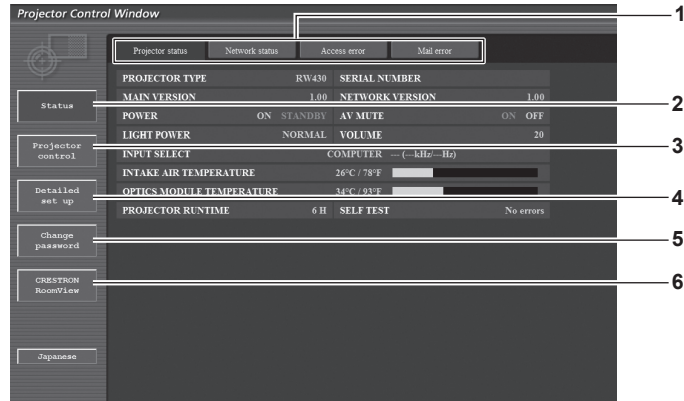 Projector Control Window
1
Projector status Network status Access error Mail error
PROJECTOR TYPE RW430 SERIAL NUMBER
Status
MAIN VERSION 1.00 NETWORK VERSION 1.00
2
POWER ON STANDBY AV MUTE ON OFF
LIGHT POWER NORMAL VOLUME 20
Projector control
3
INPUT SELECT COMPUTER --- (---kHz/---Hz)
INTAKE AIR TEMPERATURE 26°C / 78°F
Detailed set up
4
OPTICS MODULE TEMPERATURE 34°C / 93°F
PROJECTOR RUNTIME 6 H SELF TEST No errors
Change password
5
CRESTRON RoomView
6
Japanese